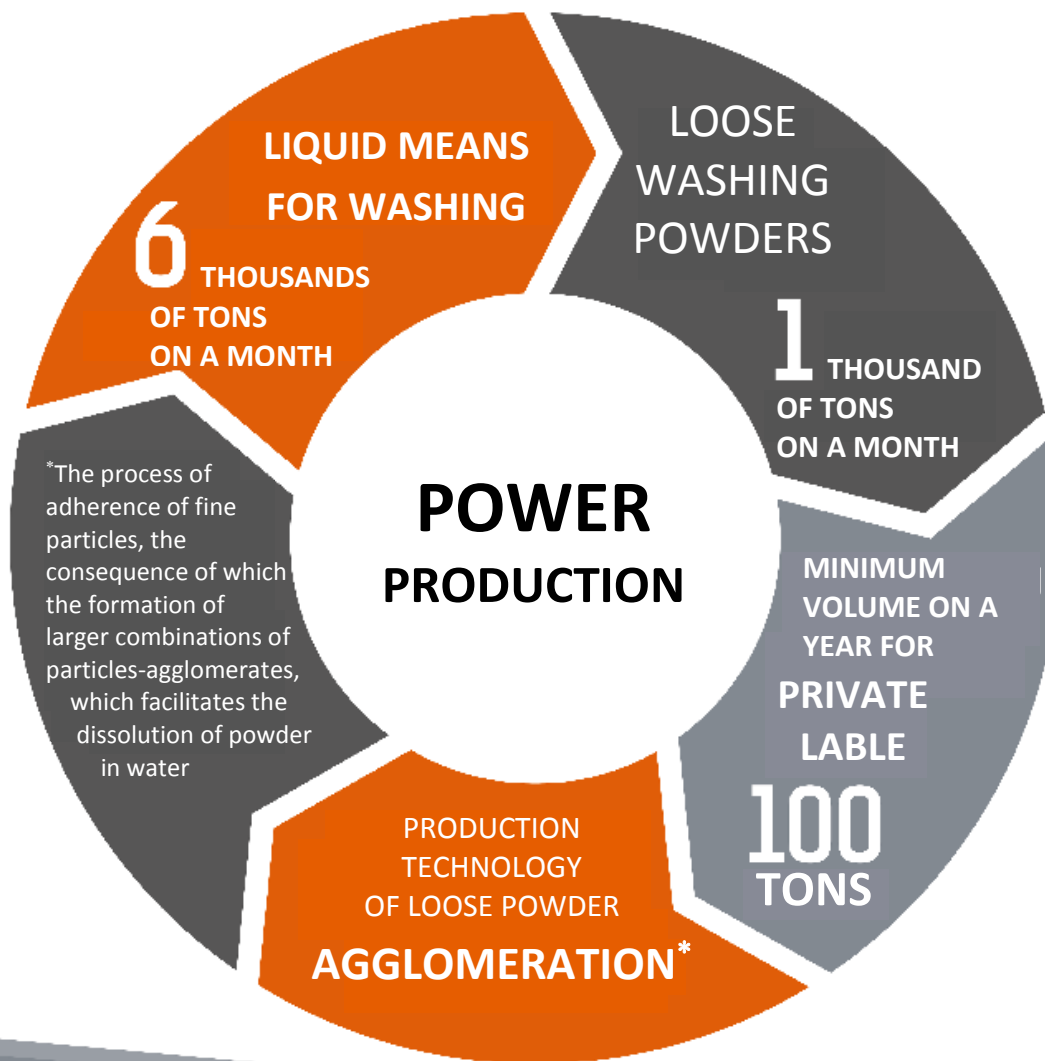 POWER
PRODUCTION
LIQUID MEANS
FOR WASHING
6 THOUSANDS
OF TONS
ON A MONTH
LOOSE
WASHING
POWDERS
1 THOUSAND
OF TONS
ON A MONTH
MINIMUM
VOLUME ON A
YEAR FOR
PRIVATE
LABLE
100
TONS
PRODUCTION
TECHNOLOGY
OF LOOSE POWDER
AGGLOMERATION*
*The process of
adherence of fine
particles, the
consequence of which
the formation of
larger combinations of
particles-agglomerates,
which facilitates the
dissolution of powder
in water